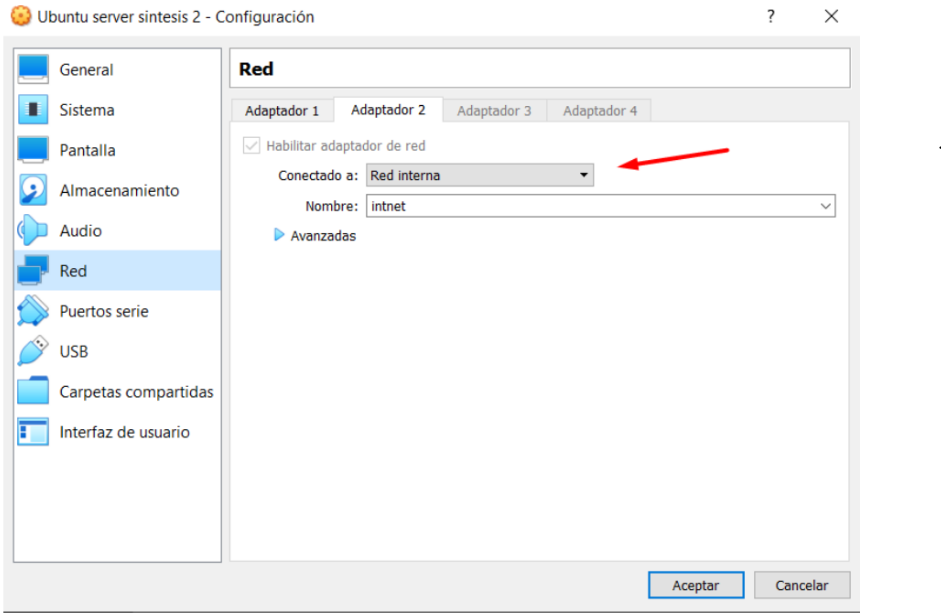 Ubuntu server sintesis 2 - Configuración
?
General
Sistema
Pantalla
Almacenamiento
Audio
Red
Puertos serie
USB
Carpetas compartidas
Interfaz de usuario
Red
Adaptador 1 Adaptador 2 Adaptador 3 Adaptador 4
Habilitar adaptador de red
Conectado a: Red interna
Nombre: intnet
Avanzadas
Aceptar Cancelar